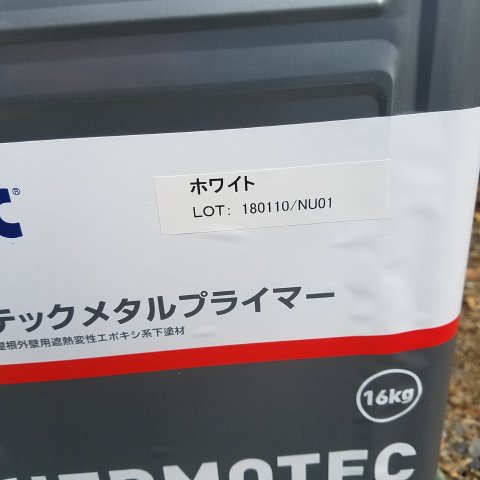 ホワイト
LOT: 180110/NU01
C®
テックメタルプライマー
屋根外壁用遮熱変性エポキシ系下塗材
16kg
HERMOTEC